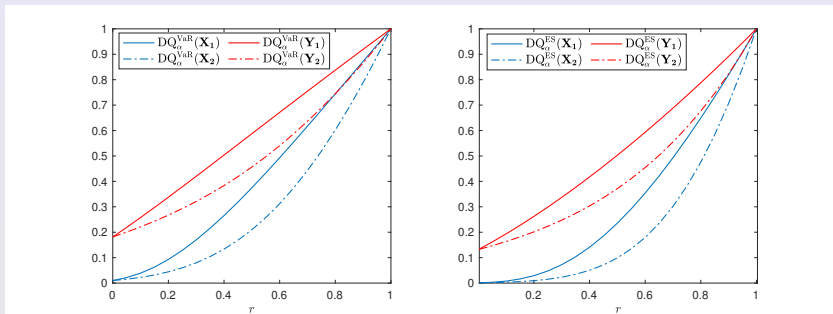 DQ_α^VaR(X₁) DQ_α^VaR(Y₁)
DQ_α^VaR(X₂) DQ_α^VaR(Y₂)
1
0.9
0.8
0.7
0.6
0.5
0.4
0.3
0.2
0.1
0
0 0.2 0.4 0.6 0.8 1
r
DQ_α^ES(X₁) DQ_α^ES(Y₁)
DQ_α^ES(X₂) DQ_α^ES(Y₂)
1
0.9
0.8
0.7
0.6
0.5
0.4
0.3
0.2
0.1
0
0.2 0.4 0.6 0.8 1
r